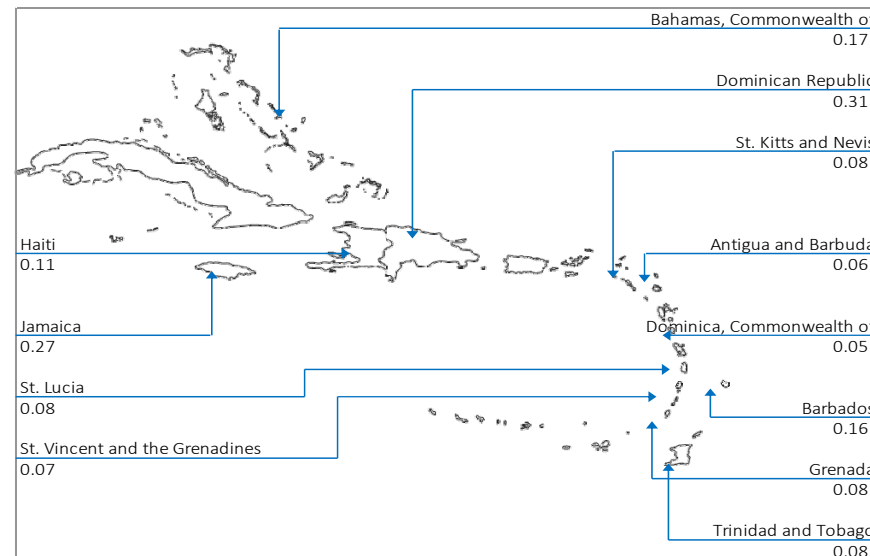 Bahamas, Commonwealth of
0.17
Dominican Republic
0.31
St. Kitts and Nevis
0.08
Haiti
0.11
Antigua and Barbuda
0.06
Jamaica
0.27
Dominica, Commonwealth of
0.05
St. Lucia
0.08
Barbados
0.16
St. Vincent and the Grenadines
0.07
Grenada
0.08
Trinidad and Tobago
0.08